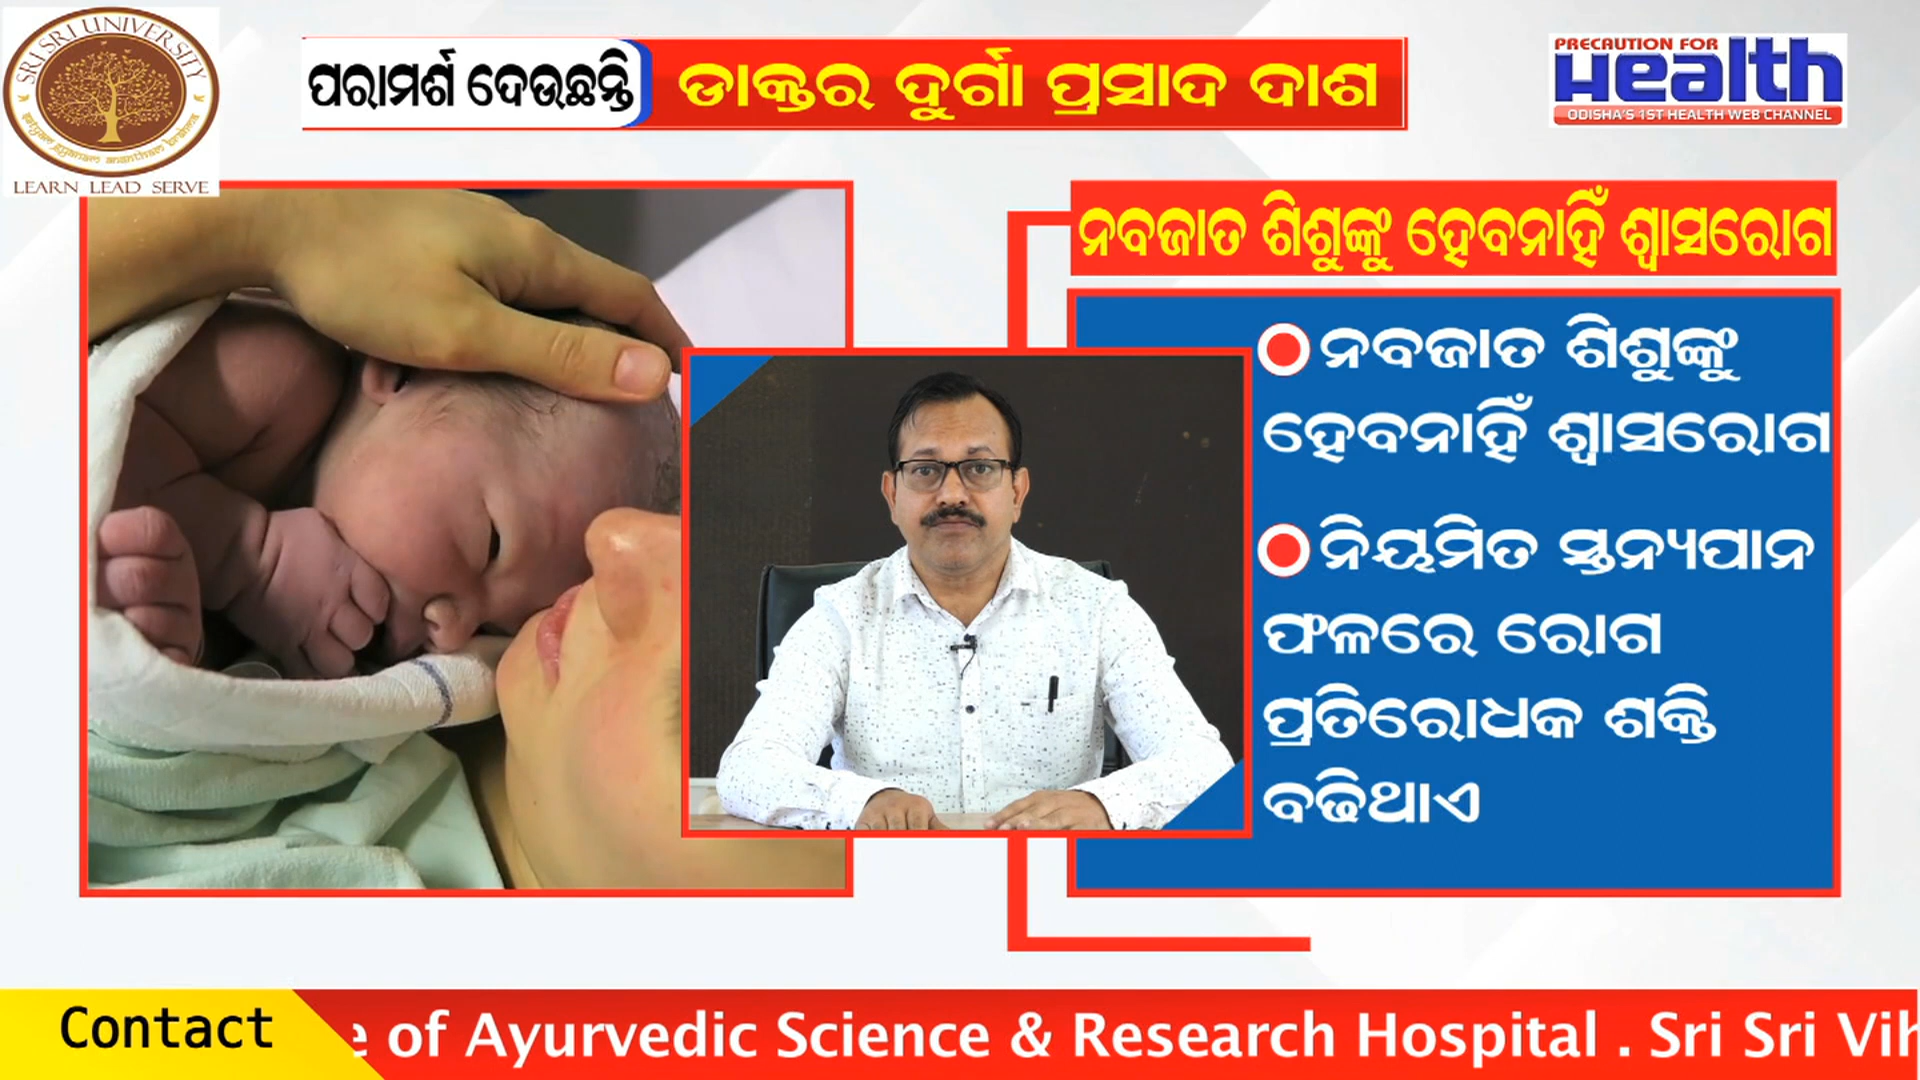 SRI SRI UNIVERSITY
LEARN LEAD SERVE
ପରାମର୍ଶ ଦେଉଛନ୍ତି ଡାକ୍ତର ଦୁର୍ଗା ପ୍ରସାଦ ଦାଶ
PRECAUTION FOR
Health
ODISHA'S 1ST HEALTH WEB CHANNEL
ନବଜାତ ଶିଶୁଙ୍କୁ ହେବନାହିଁ ଶ୍ୱାସରୋଗ
ନବଜାତ ଶିଶୁଙ୍କୁ
ହେବନାହିଁ ଶ୍ୱାସରୋଗ
ନିୟମିତ ସ୍ତନ୍ୟପାନ
ଫଳରେ ରୋଗ
ପ୍ରତିରୋଧକ ଶକ୍ତି
ବଢିଥାଏ
Contact e of Ayurvedic Science & Research Hospital . Sri Sri Vih